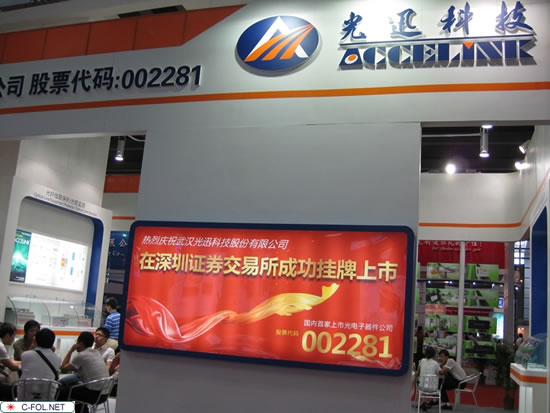 光迅科技
ACCELINK
公司 股票代码:002281
热烈庆祝武汉光迅科技股份有限公司
在深圳证券交易所成功挂牌上市
国内首家上市光电子器件公司
股票代码 002281
ACCELINK
C-FOL.NET